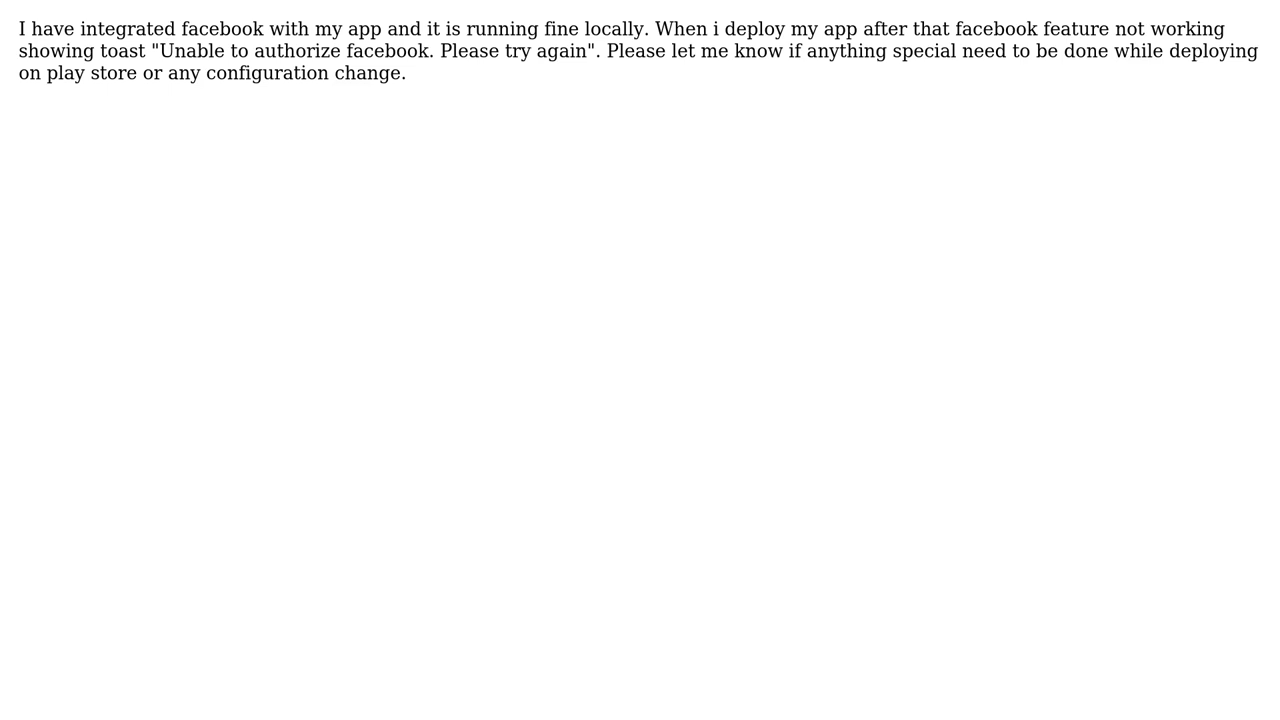 I have integrated facebook with my app and it is running fine locally. When i deploy my app after that facebook feature not working
showing toast "Unable to authorize facebook. Please try again". Please let me know if anything special need to be done while deploying
on play store or any configuration change.